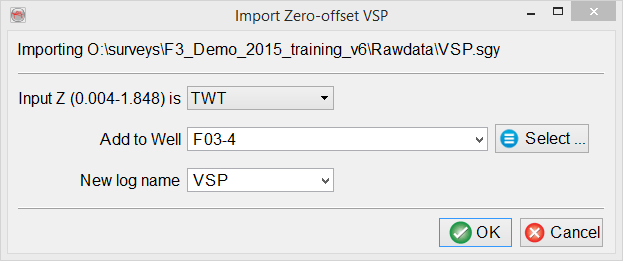 Import Zero-offset VSP
Importing O:\surveys\F3_Demo_2015_training_v6\Rawdata\VSP.sgy
Input Z (0.004-1.848) is TWT
Add to Well F03-4 Select ...
New log name VSP
OK Cancel